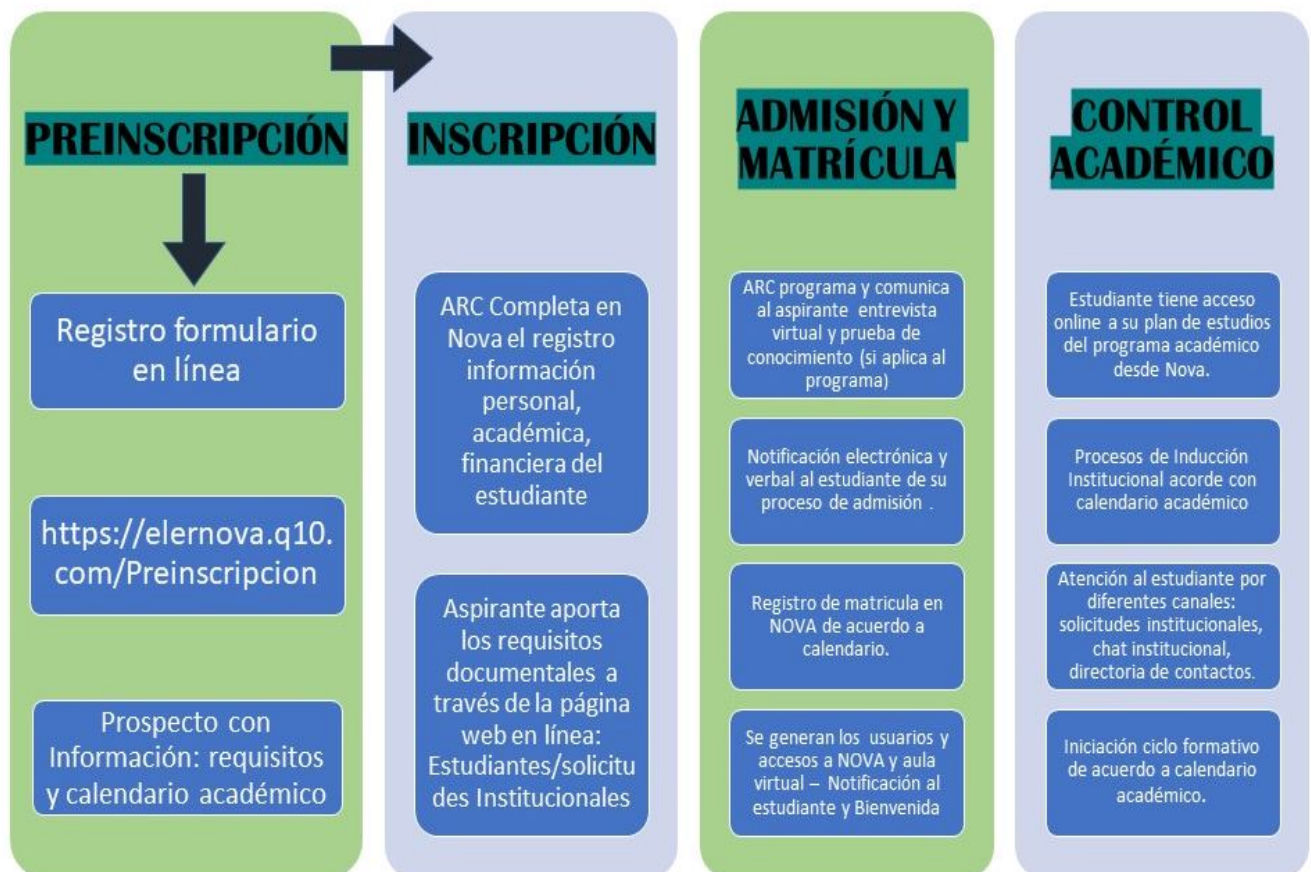 PREINSCRIPCIÓN
Registro formulario
en línea
https://elernova.q10.
com/Preinscripcion
Prospecto con
Información: requisitos
y calendario académico
INSCRIPCIÓN
ARC Completa en
Nova el registro
información
personal,
académica,
financiera del
estudiante
Aspirante aporta
los requisitos
documentales a
través de la página
web en línea:
Estudiantes/solicitu
des Institucionales
ADMISIÓN Y
MATRÍCULA
ARC programa y comunica
al aspirante entrevista
virtual y prueba de
conocimiento (si aplica al
programa)
Notificación electrónica y
verbal al estudiante de su
proceso de admisión .
Registro de matricula en
NOVA de acuerdo a
calendario.
Se generan los usuarios y
accesos a NOVA y aula
virtual – Notificación al
estudiante y Bienvenida
CONTROL
ACADÉMICO
Estudiante tiene acceso
online a su plan de estudios
del programa académico
desde Nova.
Procesos de Inducción
Institucional acorde con
calendario académico
Atención al estudiante por
diferentes canales:
solicitudes institucionales,
chat institucional,
directoria de contactos.
Iniciación ciclo formativo
de acuerdo a calendario
académico.